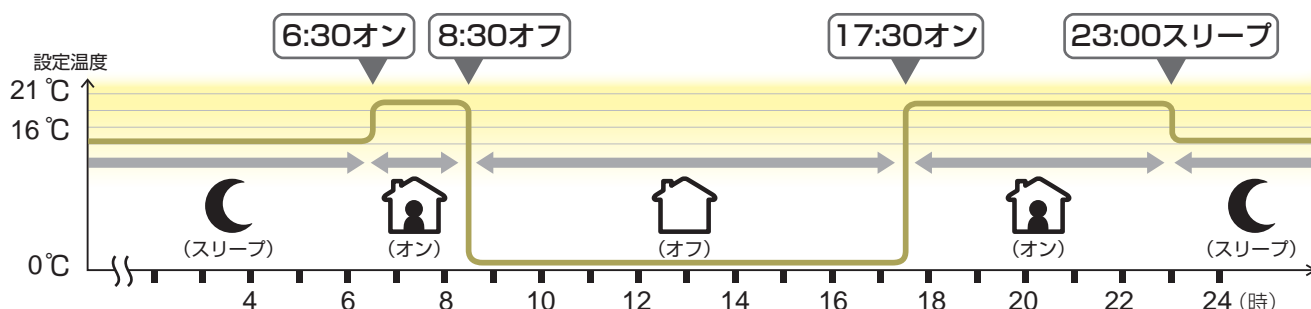 6:30オン
8:30オフ
17:30オン
23:00スリープ
設定温度
21℃
16℃
(スリープ)
(オン)
(オフ)
(オン)
(スリープ)
0℃
4 6 8 10 12 14 16 18 20 22 24(時)